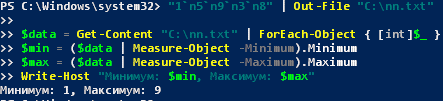 PS C:\Windows\system32> "1`n5`n9`n3`n8" | Out-File "C:\nn.txt"
>>
>> $data = Get-Content "C:\nn.txt" | ForEach-Object { [int]$_ }
>> $min = ($data | Measure-Object -Minimum).Minimum
>> $max = ($data | Measure-Object -Maximum).Maximum
>> Write-Host "Минимум: $min, Максимум: $max"
Минимум: 1, Максимум: 9